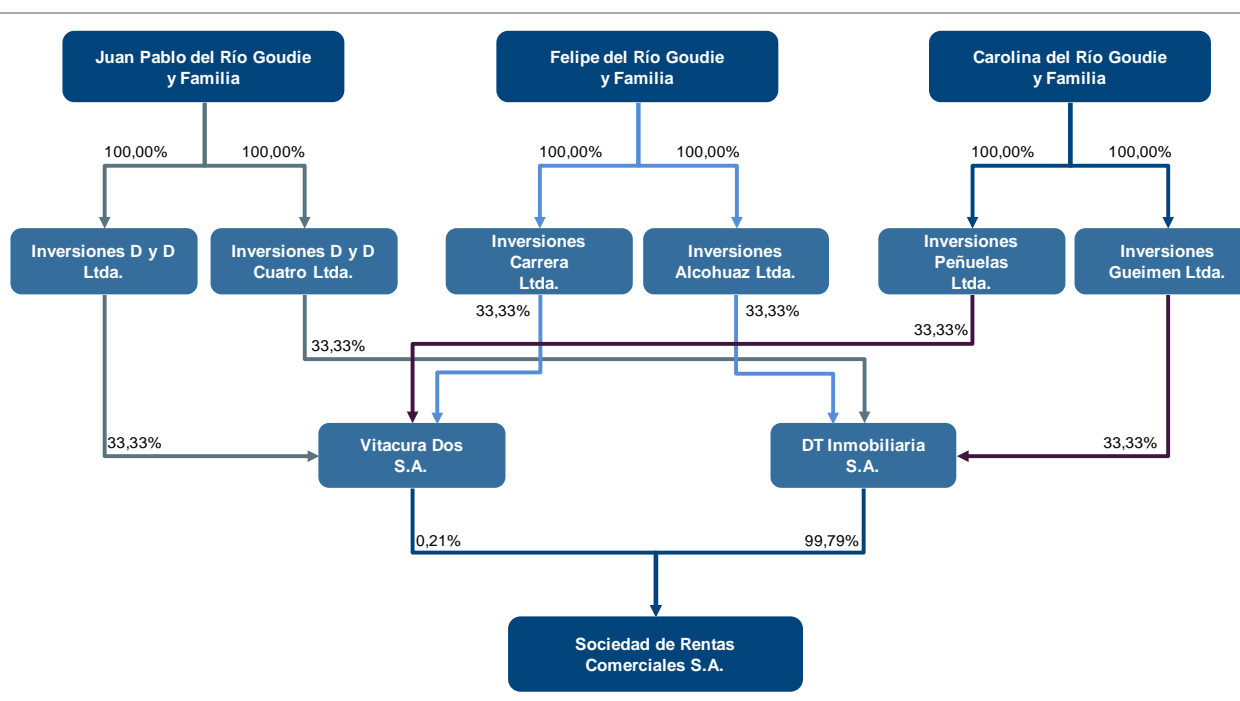 Juan Pablo del Río Goudie
y Familia
Felipe del Río Goudie
y Familia
Carolina del Río Goudie
y Familia
100,00%
100,00%
100,00%
100,00%
100,00%
100,00%
Inversiones D y D
Ltda.
Inversiones D y D
Cuatro Ltda.
Inversiones
Carrera
Ltda.
Inversiones
Alcohuaz Ltda.
Inversiones
Peñuelas
Ltda.
Inversiones
Gueimen Ltda.
33,33%
33,33%
33,33%
33,33%
33,33%
33,33%
Vitacura Dos
S.A.
DT Inmobiliaria
S.A.
0,21%
99,79%
Sociedad de Rentas
Comerciales S.A.